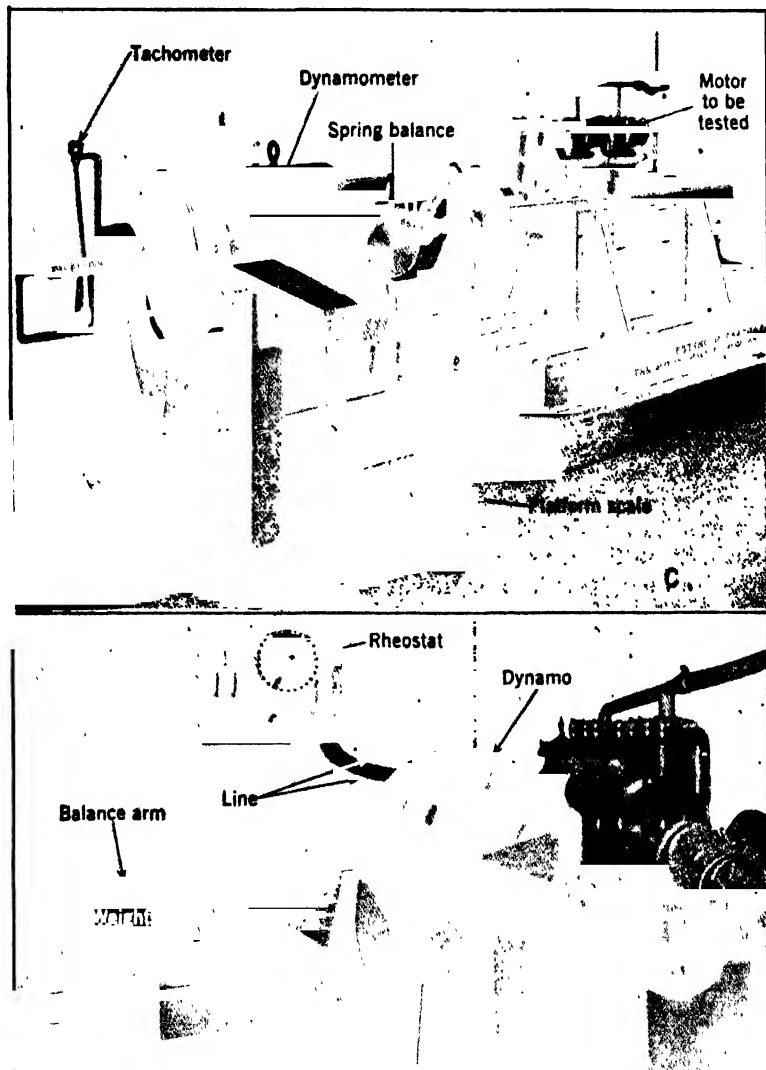 Tachometer
Dynamometer
Spring balance
Motor
to be
tested
Platform scale
C
Rheostat
Dynamo
Line
Balance arm
Weight